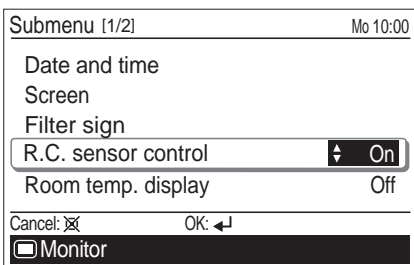 Submenu [1/2] Mo 10:00
Date and time
Screen
Filter sign
R.C. sensor control On
Room temp. display Off
Cancel: OK:
Monitor